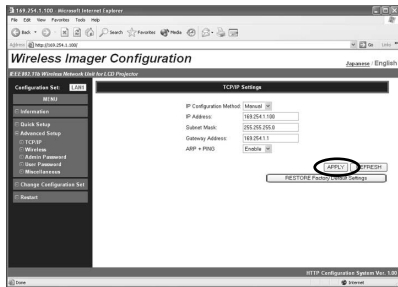 169.254.1.100 - Microsoft Internet Explorer
File Edit View Favorites Tools Help
Back Search Favorites Media
Address http://169.254.1.100/ Go Links
Wireless Imager Configuration
Japanese / English
IEEE802.11b Wireless Network Unit for LCD Projector
Configuration Set: LAN1
MENU
Information
Quick Setup
Advanced Setup
TCP/IP
Wireless
Admin Password
User Password
Miscellaneous
Change Configuration Set
Restart
TCP/IP Settings
IP Configuration Method: Manual
IP Address: 169.254.1.100
Subnet Mask: 255.255.255.0
Gateway Address: 169.254.1.1
ARP + PING Enable
APPLY REFRESH
RESTORE Factory Default Settings
HTTP Configuration System Ver. 1.00
Done Internet